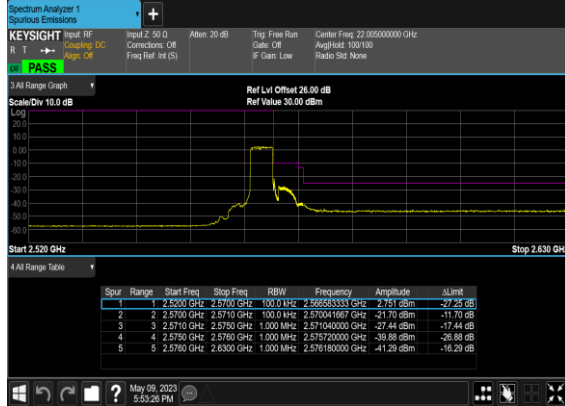 Spectrum Analyzer 1
Spurious Emissions
KEYSIGHT Input: RF
R T Coupling: DC
Align: Off
PASS
Input Z: 50 Ω
Corrections: Off
Freq Ref: Int (S)
Atten: 20 dB
Trig: Free Run
Gate: Off
IF Gain: Low
Center Freq: 22.005000000 GHz
Avg|Hold: 100/100
Radio Std: None
3 All Range Graph
Ref Lvl Offset 26.00 dB
Scale/Div 10.0 dB
Ref Value 30.00 dBm
Log
20.0
10.0
0.00
-10.0
-20.0
-30.0
-40.0
-50.0
-60.0
Start 2.520 GHz
Stop 2.630 GHz
4 All Range Table
Spur Range Start Freq Stop Freq RBW Frequency Amplitude ΔLimit
1 1 2.5200 GHz 2.5700 GHz 100.0 kHz 2.566583333 GHz 2.751 dBm -27.25 dB
2 2 2.5700 GHz 2.5710 GHz 100.0 kHz 2.570041667 GHz -21.70 dBm -11.70 dB
3 3 2.5710 GHz 2.5750 GHz 1.000 MHz 2.571040000 GHz -27.44 dBm -17.44 dB
4 4 2.5750 GHz 2.5760 GHz 1.000 MHz 2.575720000 GHz -39.88 dBm -26.88 dB
5 5 2.5760 GHz 2.6300 GHz 1.000 MHz 2.576180000 GHz -41.29 dBm -16.29 dB
May 09, 2023
5:53:26 PM